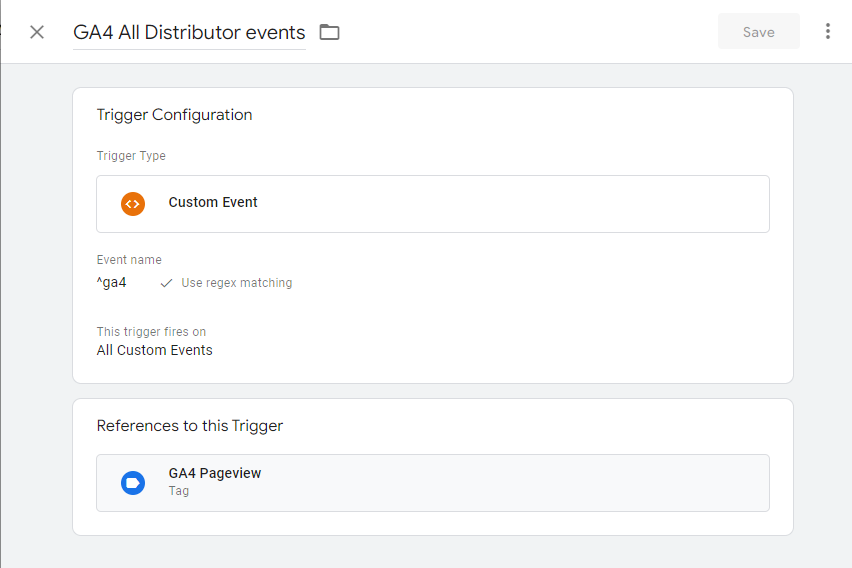 GA4 All Distributor events
Save
Trigger Configuration
Trigger Type
Custom Event
Event name
^ga4
Use regex matching
This trigger fires on
All Custom Events
References to this Trigger
GA4 Pageview
Tag